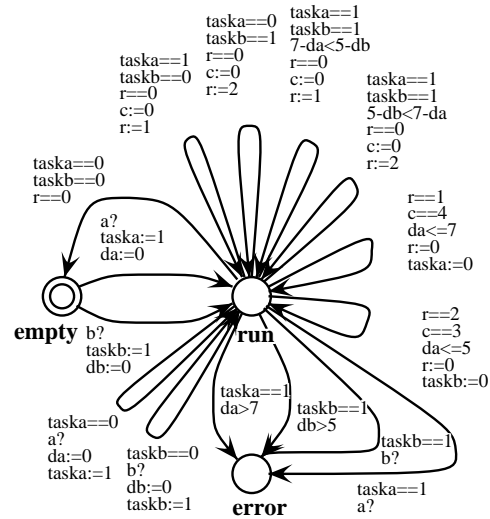 taska==1
taskb==0
r==0
c:=0
r:=1
taska==0
taskb==1
r==0
c:=0
r:=2
taska==1
taskb==1
7-da<5-db
r==0
c:=0
r:=1
taska==1
taskb==1
5-db<7-da
r==0
c:=0
r:=2
taska==0
taskb==0
r==0
a?
taska:=1
da:=0
r==1
c==4
da<=7
r:=0
taska:=0
empty
run
b?
taskb:=1
db:=0
r==2
c==3
da<=5
r:=0
taskb:=0
taska==1
da>7
taskb==1
db>5
taska==0
a?
da:=0
taska:=1
taskb==0
b?
db:=0
taskb:=1
taskb==1
b?
error
taska==1
a?